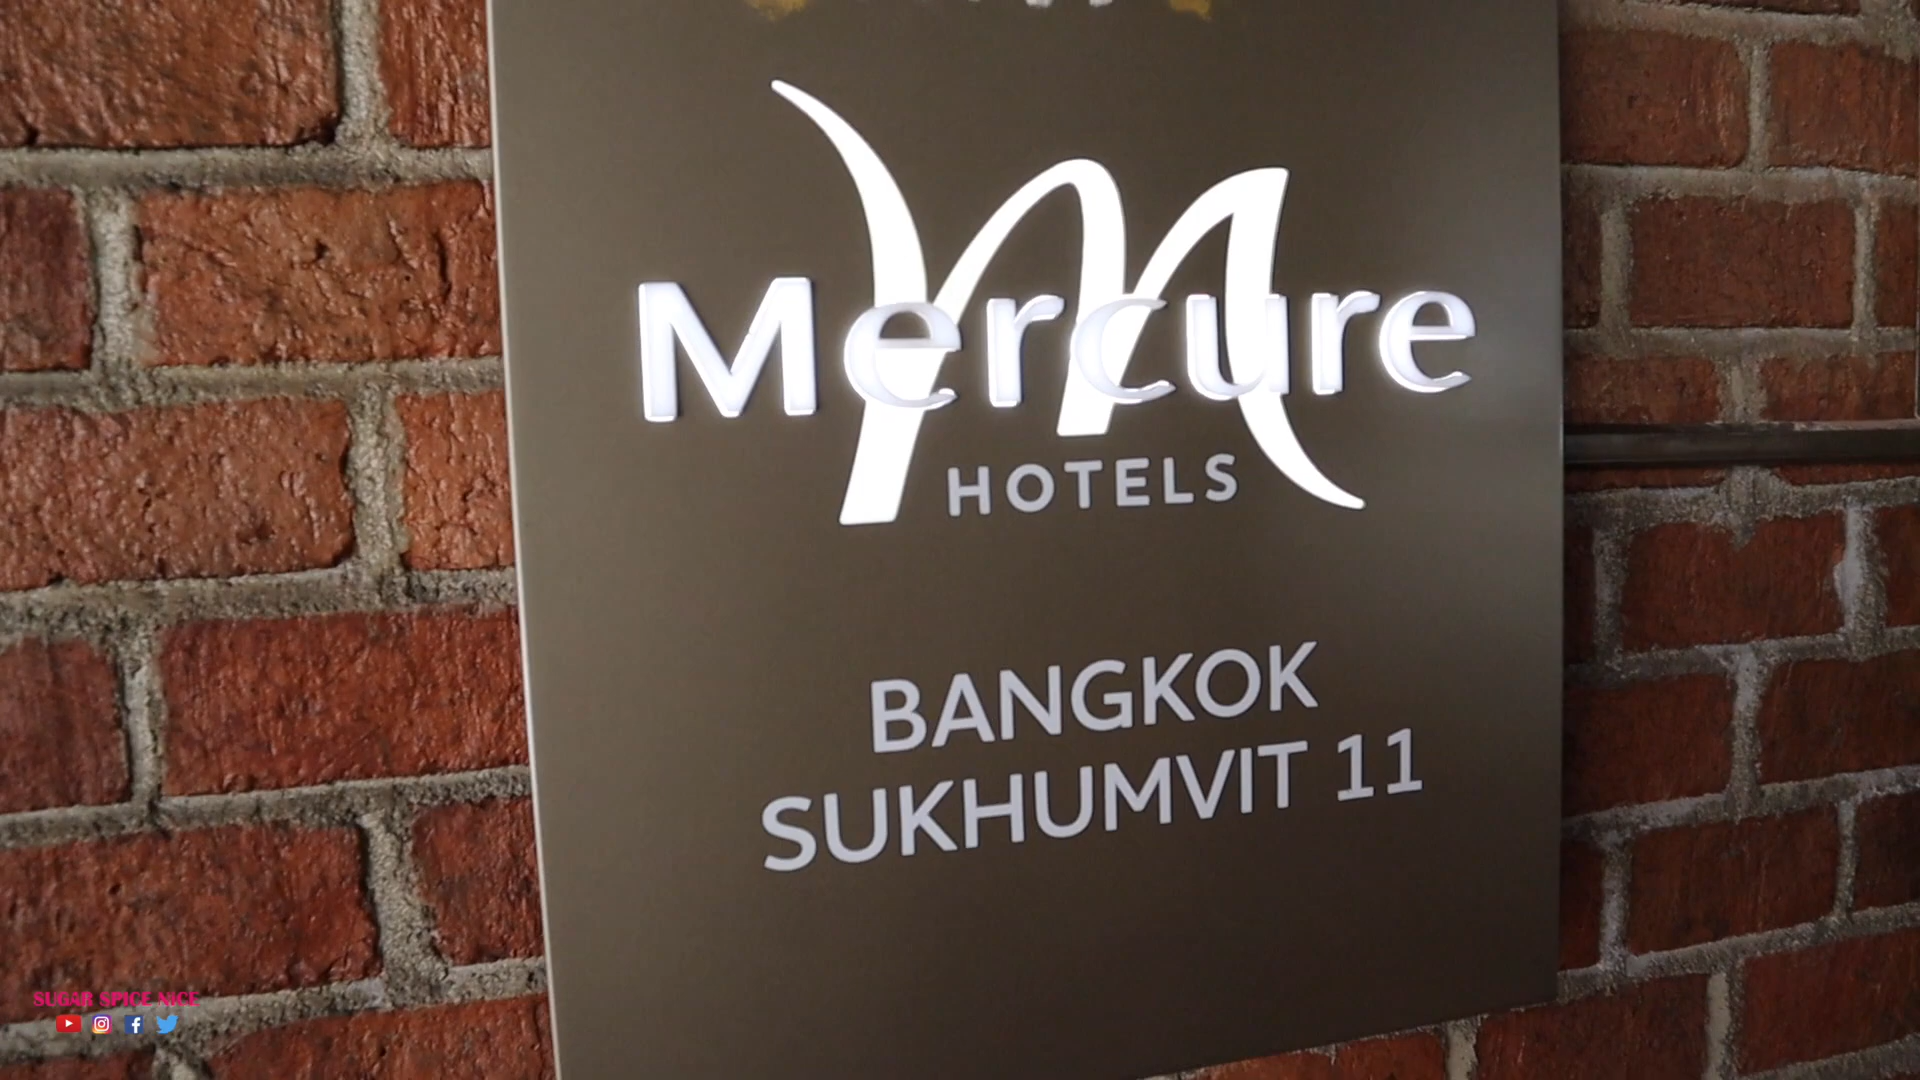 Mercure
HOTELS
BANGKOK
SUKHUMVIT 11
SUGAR SPICE NICE